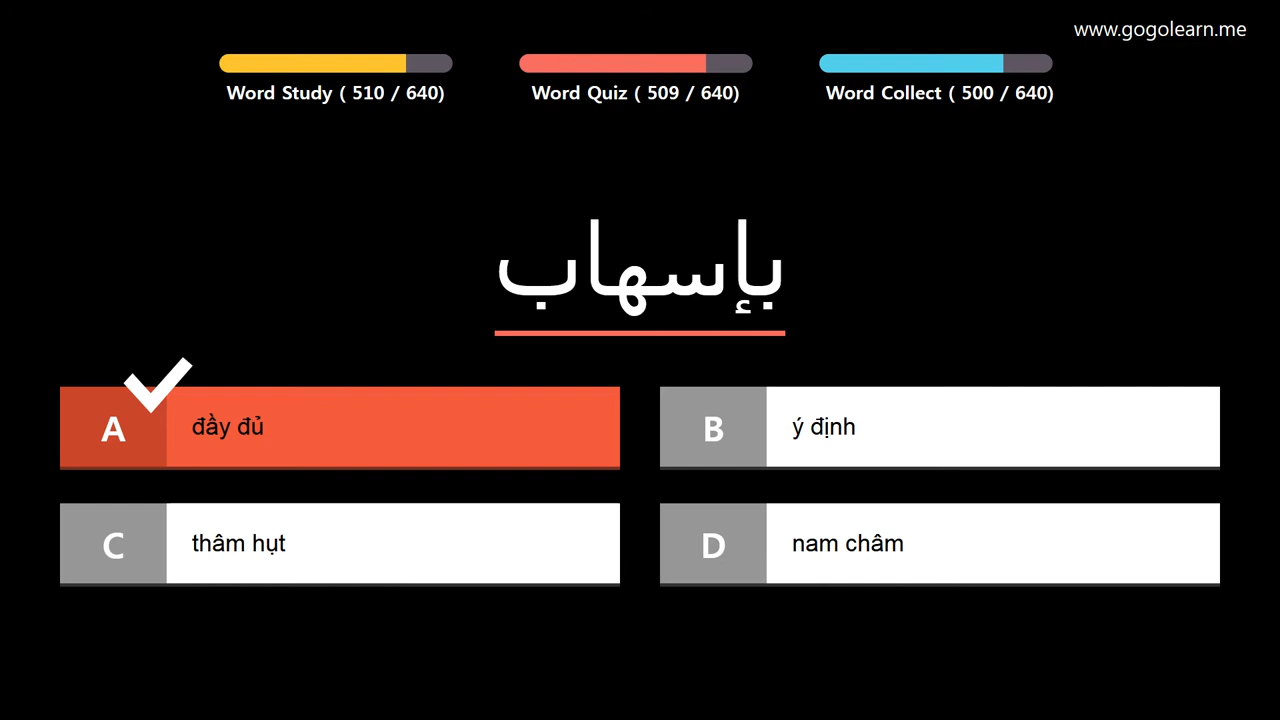 www.gogolearn.me
Word Study ( 510 / 640)
Word Quiz ( 509 / 640)
Word Collect ( 500 / 640)
بإسهاب
A đầy đủ
B ý định
C thâm hụt
D nam châm